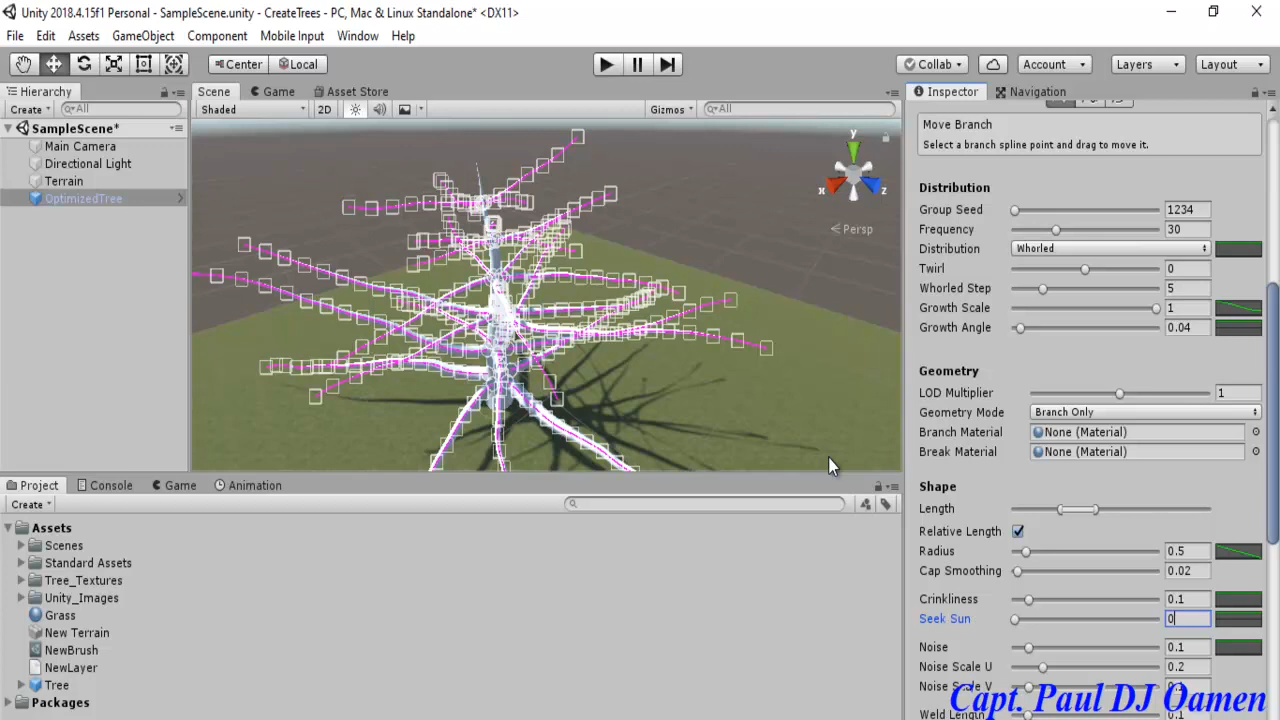 Unity 2018.4.15f1 Personal - SampleScene.unity - CreateTrees - PC, Mac & Linux Standalone* <DX11>
File Edit Assets GameObject Component Mobile Input Window Help
Center Local Collab Account Layers Layout
Hierarchy Scene Game Asset Store Inspector Navigation
Create All Shaded 2D Gizmos All
SampleScene*
Main Camera
Directional Light
Terrain
OptimizedTree
y
x z
Persp
Move Branch
Select a branch spline point and drag to move it.
Distribution
Group Seed 1234
Frequency 30
Distribution Whorled
Twirl 0
Whorled Step 5
Growth Scale 1
Growth Angle 0.04
Geometry
LOD Multiplier 1
Geometry Mode Branch Only
Branch Material None (Material)
Break Material None (Material)
Shape
Length
Relative Length
Radius 0.5
Cap Smoothing 0.02
Crinkliness 0.1
Seek Sun 0
Noise 0.1
Noise Scale U 0.2
Noise Scale V
Weld Length 0.1
Project Console Game Animation
Create
Assets
Scenes
Standard Assets
Tree_Textures
Unity_Images
Grass
New Terrain
NewBrush
NewLayer
Tree
Packages
Capt. Paul DJ Oamen